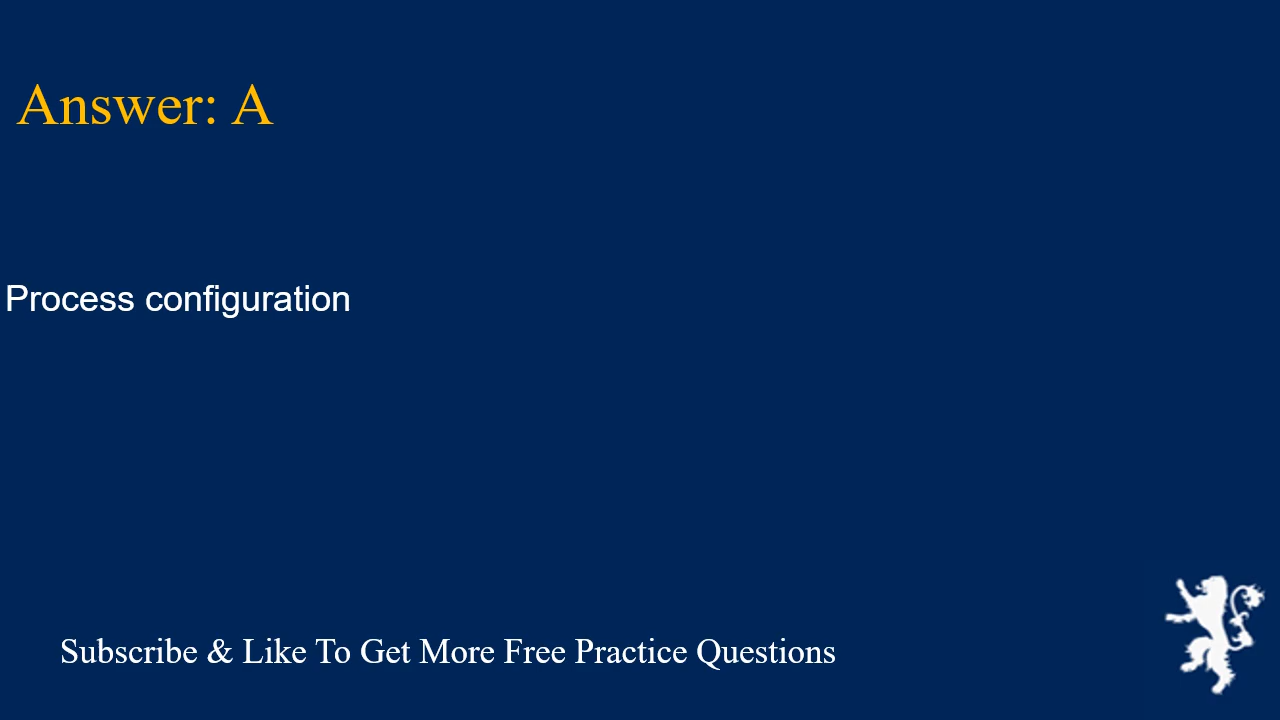 Answer: A
Process configuration
Subscribe & Like To Get More Free Practice Questions